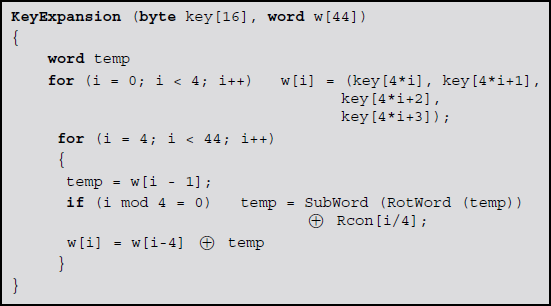 KeyExpansion (byte key[16], word w[44])
{
word temp
for (i = 0; i < 4; i++) w[i] = (key[4*i], key[4*i+1],
key[4*i+2],
key[4*i+3]);
for (i = 4; i < 44; i++)
{
temp = w[i - 1];
if (i mod 4 = 0) temp = SubWord (RotWord (temp))
⊕ Rcon[i/4];
w[i] = w[i-4] ⊕ temp
}
}